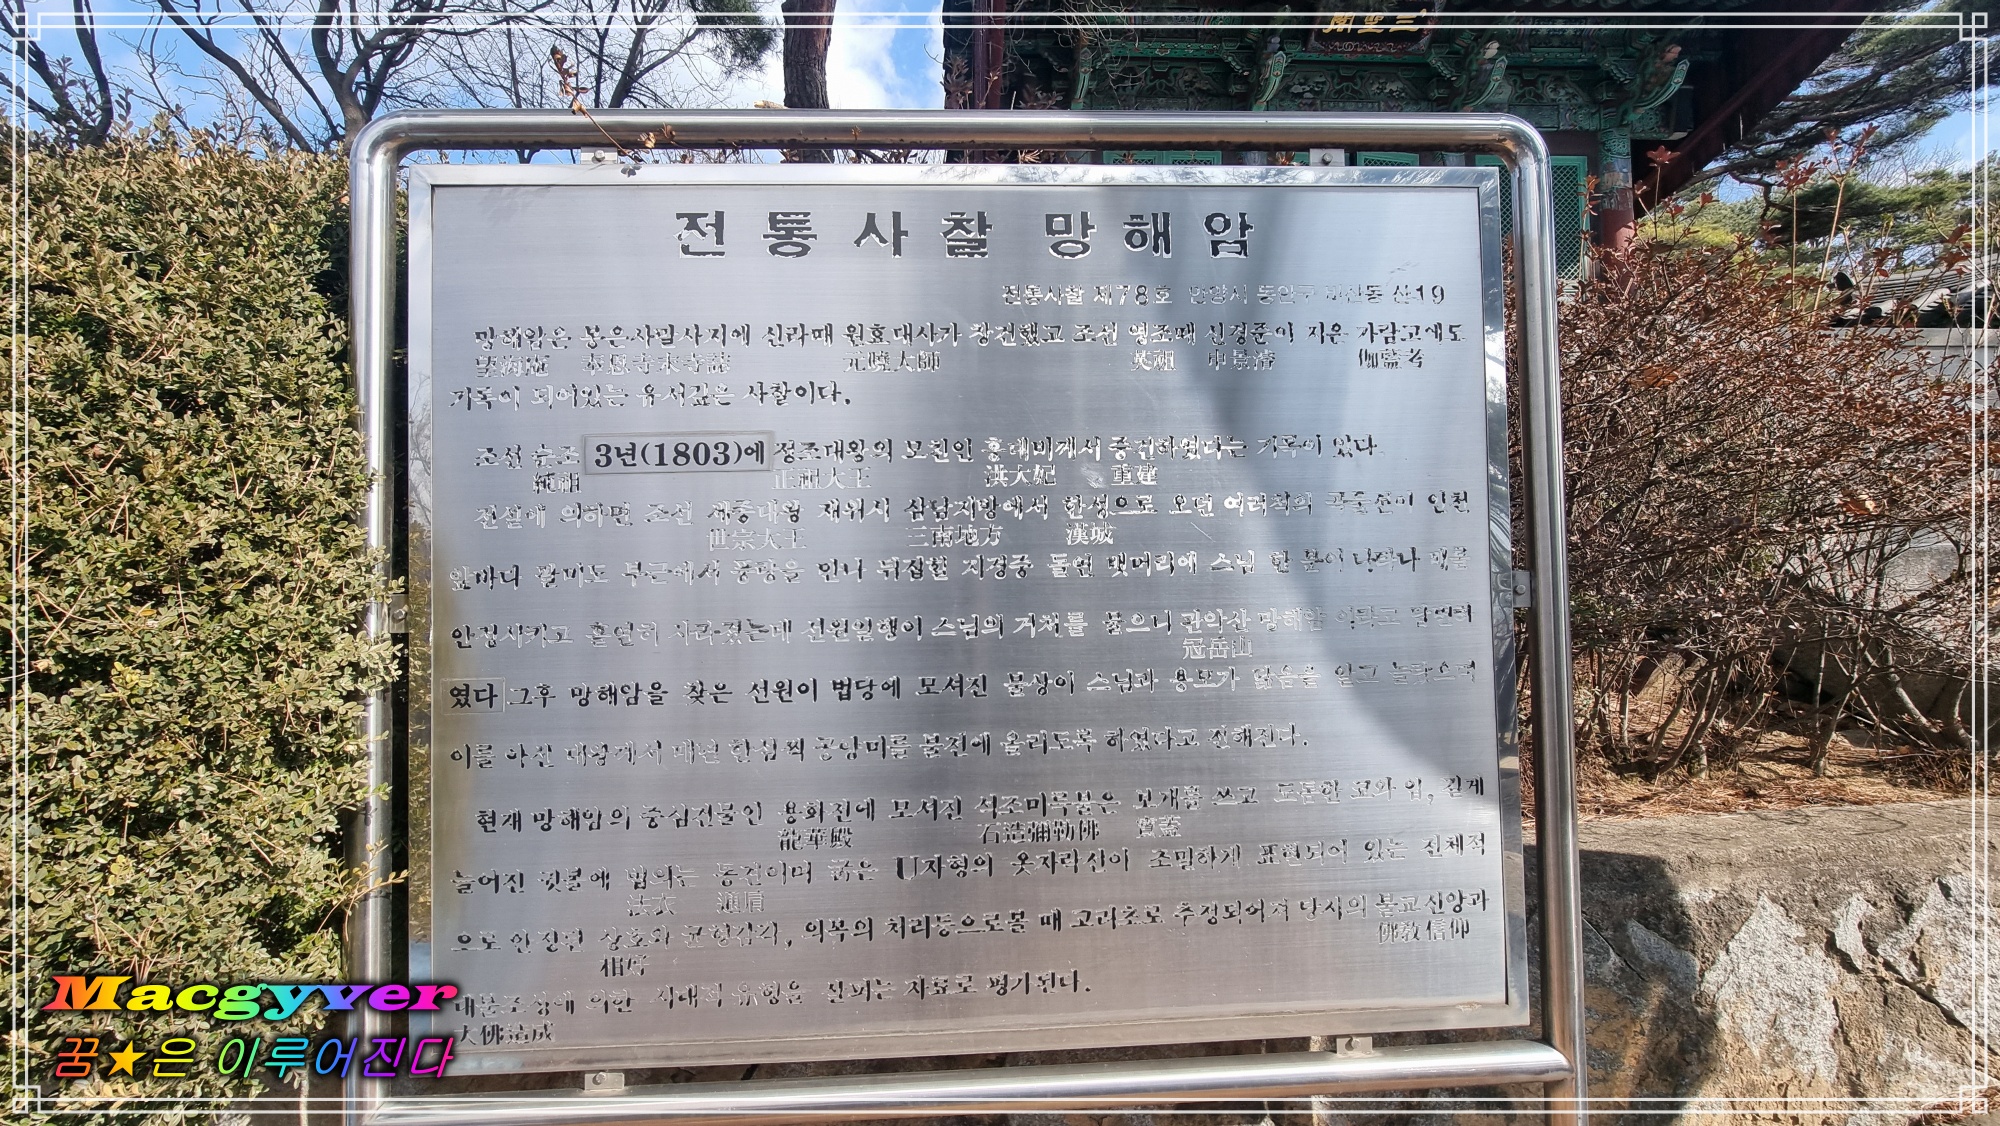 전통사찰 망해암
전통사찰 제78호 안양시 동안구 비산동 산19
망해암은 봉은사말사지에 신라때 원효대사가 창건했고 조선 영조때 신경준이 지은 가람고에도
望海庵 奉恩寺末寺誌 元曉大師 英祖 申景濬 伽藍考
기록이 되어있는 유서깊은 사찰이다.
조선 순조 3년(1803)에 정조대왕의 모친인 홍대비께서 중건하였다는 기록이 있다
純祖 正祖大王 洪大妃 重建
전설에 의하면 조선 세종대왕 재위시 삼남지방에서 한성으로 오던 여러척의 곡물선이 인천
世宗大王 三南地方 漢城
앞바다 팔미도 부근에서 풍랑을 만나 뒤집힐 지경중 돌연 뱃머리에 스님 한 분이 나타나
안정시키고 홀연히 사라졌는데 선원일행이 스님의 거처를 물으니 관악산 망해암 이라고
冠岳山
였다 그후 망해암을 찾은 선원이 법당에 모셔진 불상이 스님과 용모가 닮음을 알고 놀랐스며
이를 아신 대왕께서 매년 한섬씩 공양미를 불전에 올리도록 하였다고 전해진다.
현재 망해암의 중심건물인 용화전에 모셔진 석조미륵불은 보개를 쓰고 도톰한 코와 입, 길게
龍華殿 石造彌勒佛 寶蓋
늘어진 귓볼에 법의는 통견이며 굵은 U자형의 옷자락선이 조밀하게 표현되어 있는 전체적
法衣 通肩
으로 안정된 상호와 균형감각, 의복의 처리등으로볼 때 고려초로 추정되어져 당시의 불교신앙과
相好 佛敎信仰
대불조성에 의한 시대적 유형을 살피는 자료로 평가된다.
大佛造成
Macgyver
꿈★은 이루어진다